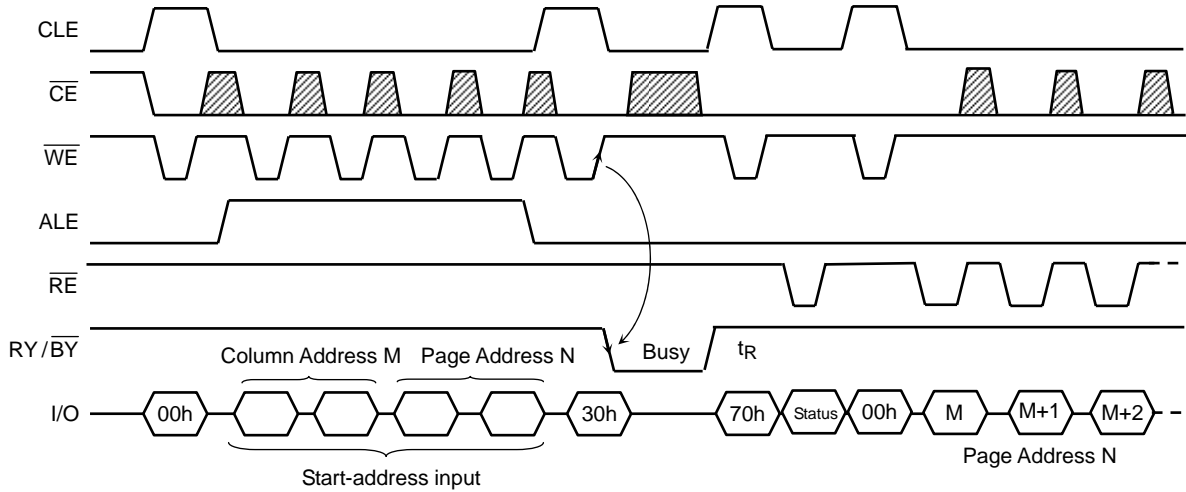 CLE
CE
WE
ALE
RE
RY/BY
Busy
tR
Column Address M
Page Address N
I/O
00h
30h
70h
Status
00h
M
M+1
M+2
Start-address input
Page Address N